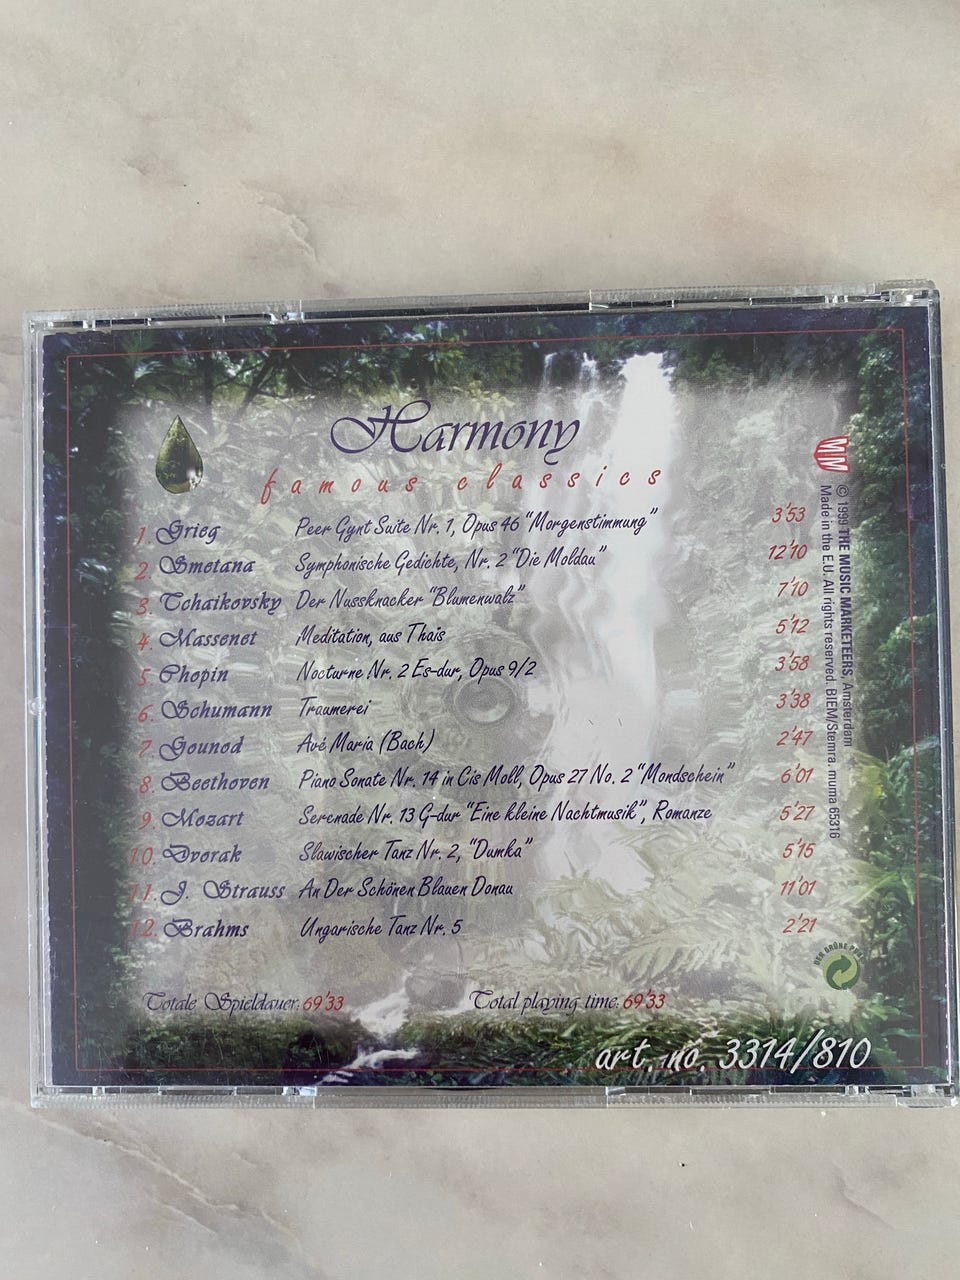 Harmony
famous classics
1. Grieg Peer Gynt Suite Nr. 1, Opus 46 "Morgenstimmung" 3'53
2. Smetana Symphonische Gedichte, Nr. 2 "Die Moldau" 12'10
3. Tchaikovsky Der Nussknacker "Blumenwalz" 7'10
4. Massenet Meditation, aus Thais 5'12
5 Chopin Nocturne Nr. 2 Es-dur, Opus 9/2 3'58
6. Schumann Traumerei 3'38
7. Gounod Avé Maria (Bach) 2'47
8. Beethoven Piano Sonate Nr. 14 in Cis Moll, Opus 27 No. 2 "Mondschein" 6'01
9. Mozart Serenade Nr. 13 G-dur "Eine kleine Nachtmusik", Romanze 5'27
10. Dvorak Slawischer Tanz Nr. 2, "Dumka" 5'15
11. J. Strauss An Der Schönen Blauen Donau 11'01
12. Brahms Ungarische Tanz Nr. 5 2'21
Totale Spieldauer: 69'33 Total playing time: 69'33
art. no. 3314/810
MM
© 1999 THE MUSIC MARKETEERS, Amsterdam
Made in the E.U. All rights reserved. BIEM/Stemra. muma 65316
DER GRÜNE